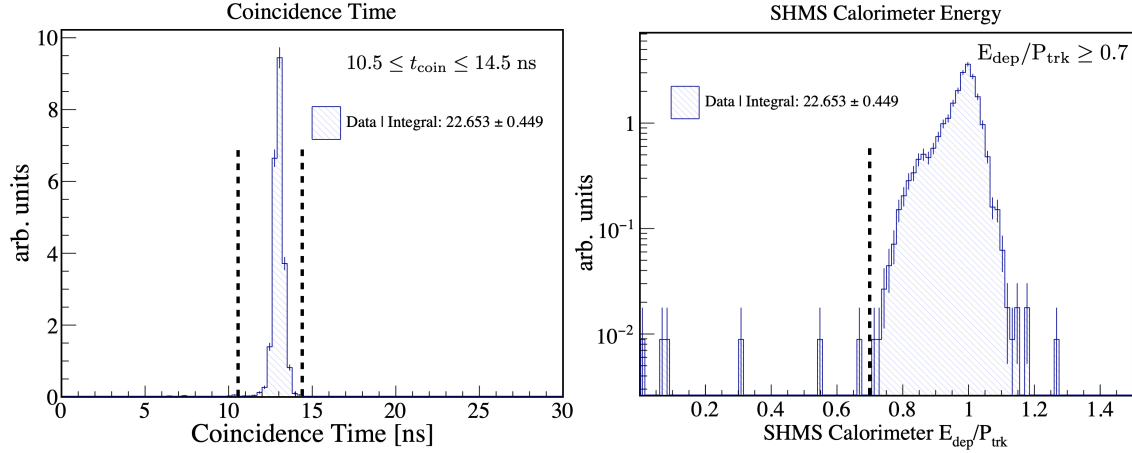 Coincidence Time
10
8
6
4
2
0
arb. units
10.5 ≤ t_coin ≤ 14.5 ns
Data | Integral: 22.653 ± 0.449
0 5 10 15 20 25 30
Coincidence Time [ns]
SHMS Calorimeter Energy
1
10⁻¹
10⁻²
arb. units
E_dep/P_trk ≥ 0.7
Data | Integral: 22.653 ± 0.449
0.2 0.4 0.6 0.8 1 1.2 1.4
SHMS Calorimeter E_dep/P_trk